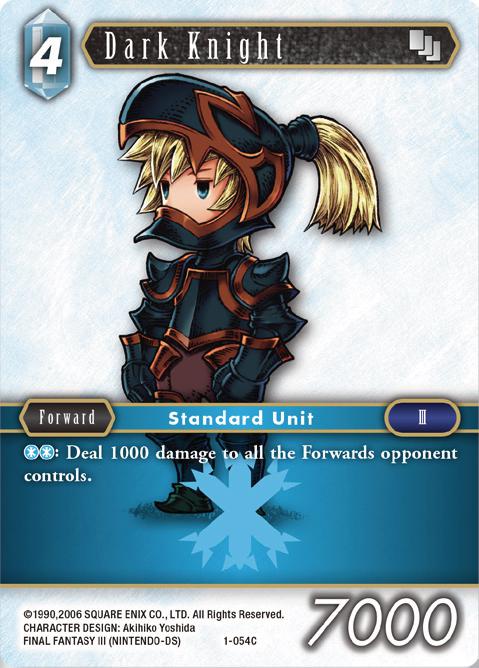 4
Dark Knight
Forward
Standard Unit
III
: Deal 1000 damage to all the Forwards opponent
controls.
©1990,2006 SQUARE ENIX CO., LTD. All Rights Reserved.
CHARACTER DESIGN: Akihiko Yoshida
FINAL FANTASY III (NINTENDO-DS)
1-054C
7000